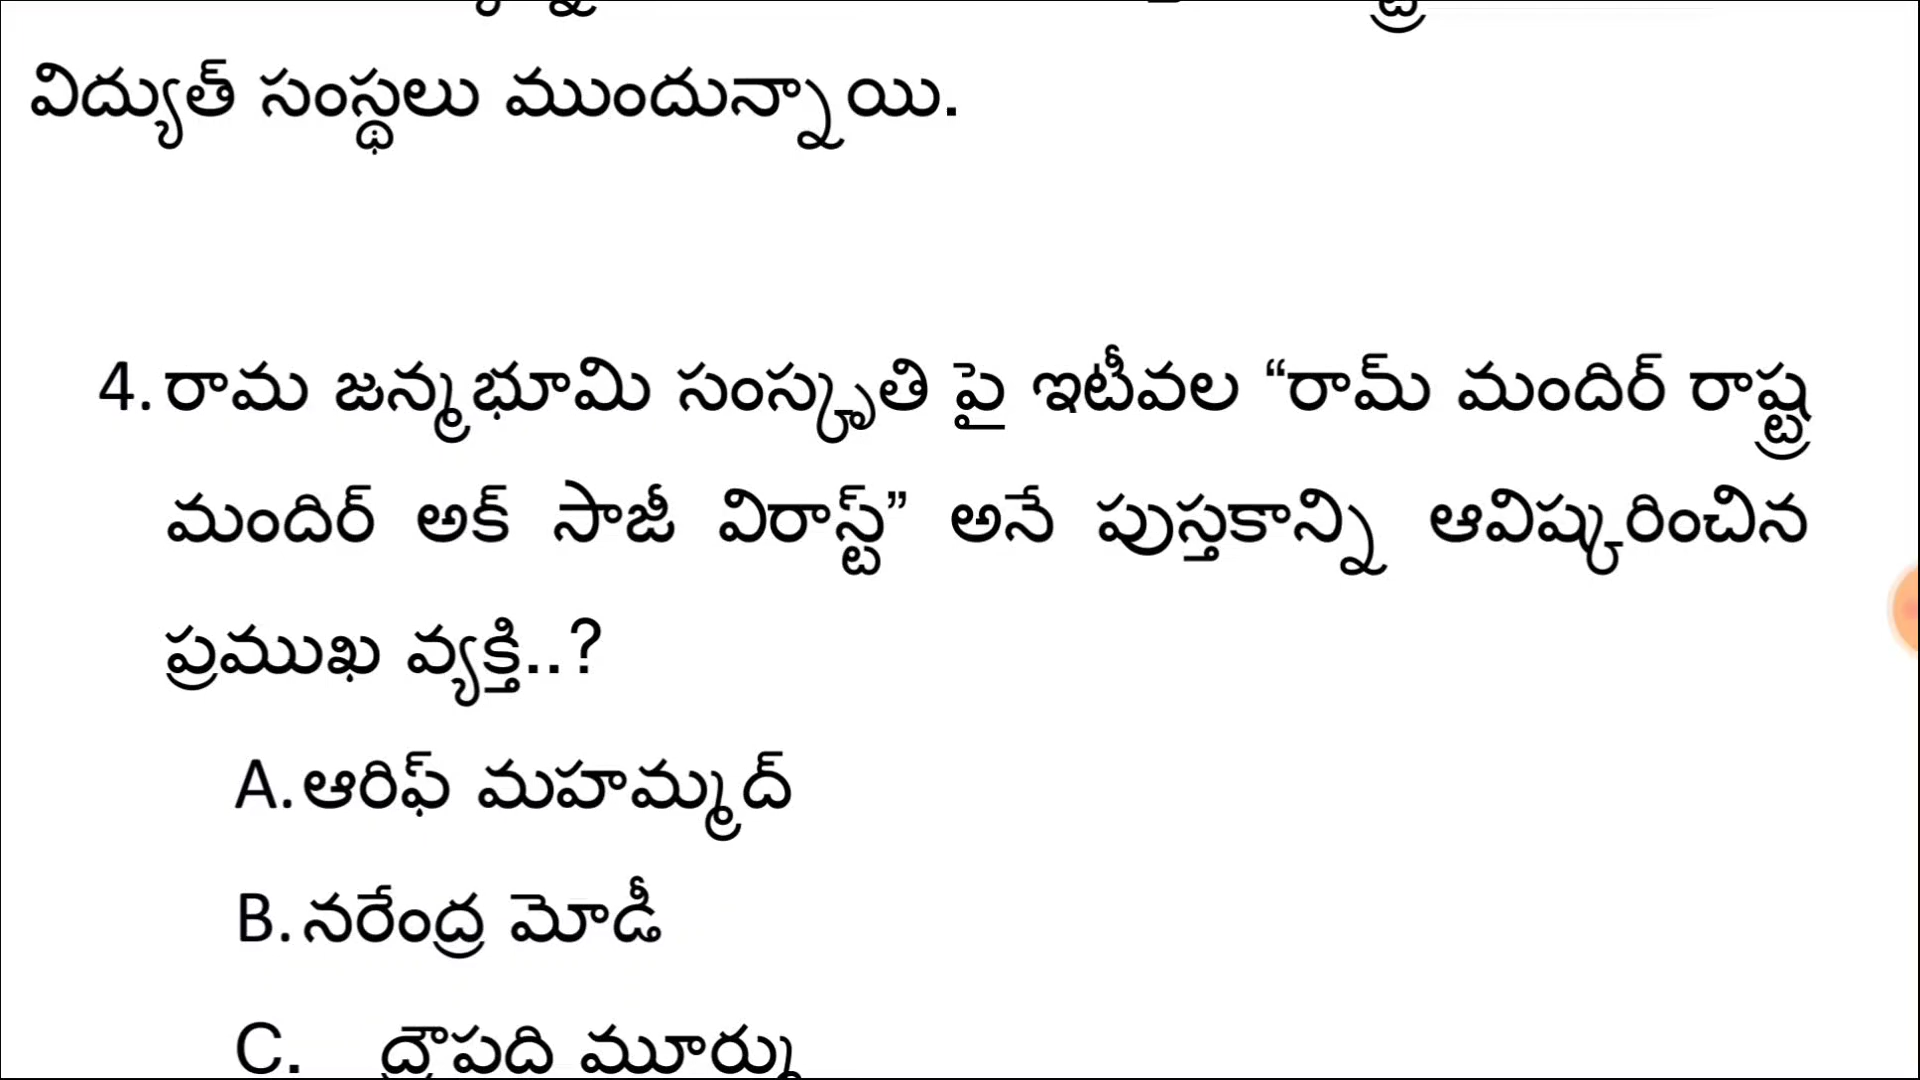 విద్యుత్ సంస్థలు ముందున్నాయి.
4. రామ జన్మభూమి సంస్కృతి పై ఇటీవల “రామ్ మందిర్ రాష్ట్ర
మందిర్ అక్ సాజీ విరాస్ట్” అనే పుస్తకాన్ని ఆవిష్కరించిన
ప్రముఖ వ్యక్తి..?
A. ఆరిఫ్ మహమ్మద్
B. నరేంద్ర మోడీ
C. ద్రౌపది మూర్ము